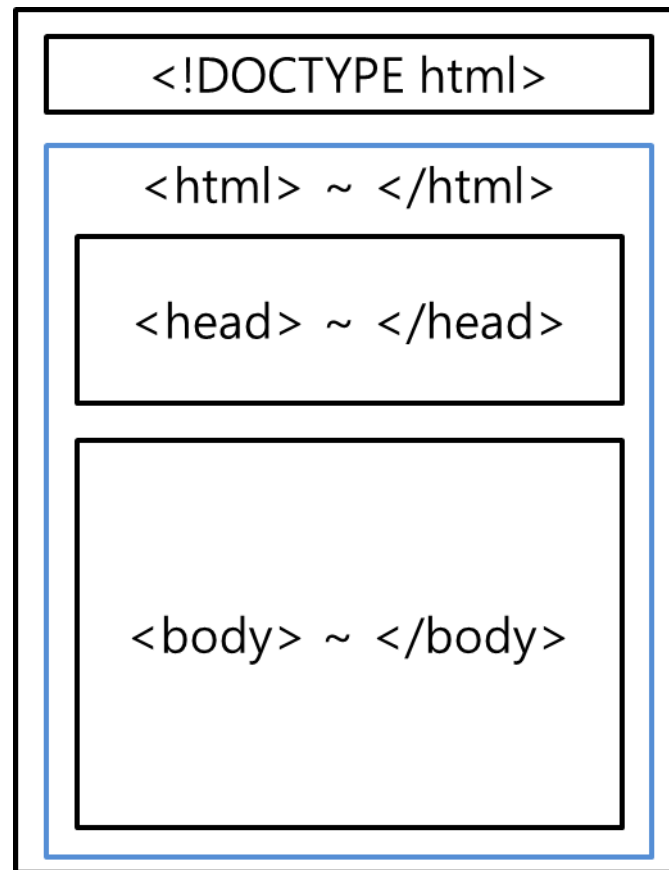 <!DOCTYPE html>
<html> ~ </html>
<head> ~ </head>
<body> ~ </body>